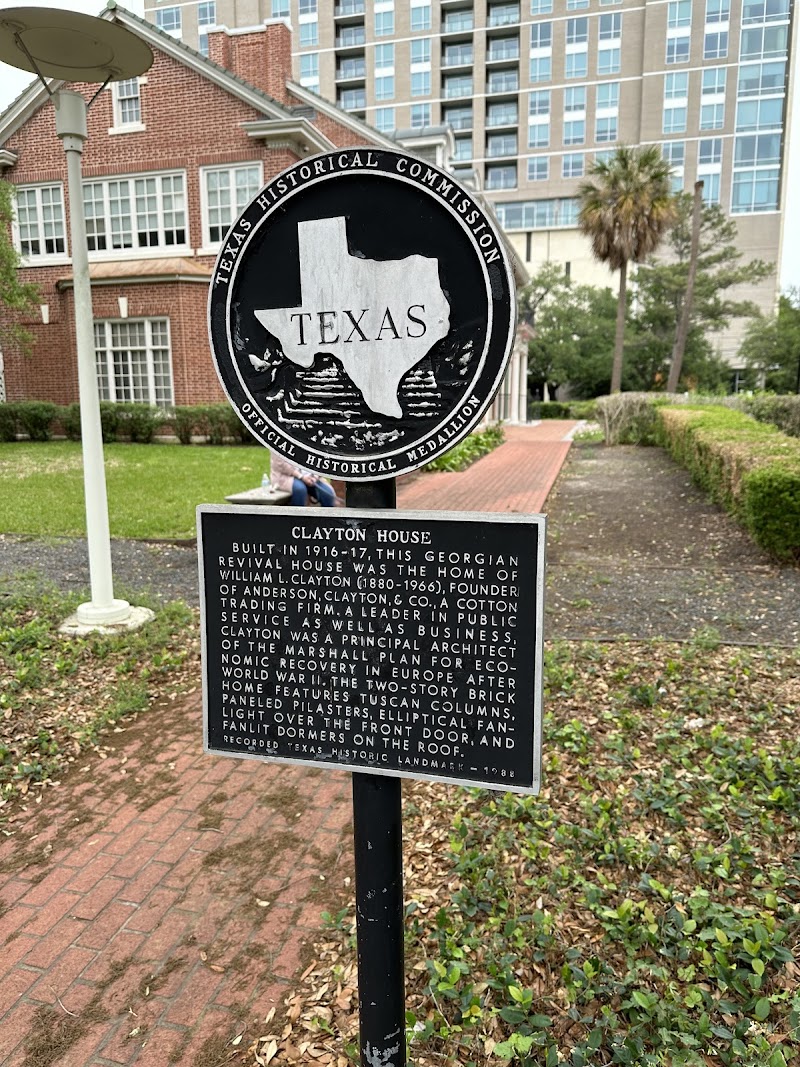 TEXAS HISTORICAL COMMISSION
TEXAS
OFFICIAL HISTORICAL MEDALLION
CLAYTON HOUSE
BUILT IN 1916-17, THIS GEORGIAN
REVIVAL HOUSE WAS THE HOME OF
WILLIAM L. CLAYTON (1880-1966), FOUNDER
OF ANDERSON, CLAYTON, & CO., A COTTON
TRADING FIRM. A LEADER IN PUBLIC
SERVICE AS WELL AS BUSINESS,
CLAYTON WAS A PRINCIPAL ARCHITECT
OF THE MARSHALL PLAN FOR ECO-
NOMIC RECOVERY IN EUROPE AFTER
WORLD WAR II. THE TWO-STORY BRICK
HOME FEATURES TUSCAN COLUMNS,
PANELED PILASTERS, ELLIPTICAL FAN-
LIGHT OVER THE FRONT DOOR, AND
FANLIT DORMERS ON THE ROOF.
RECORDED TEXAS HISTORIC LANDMARK - 1988